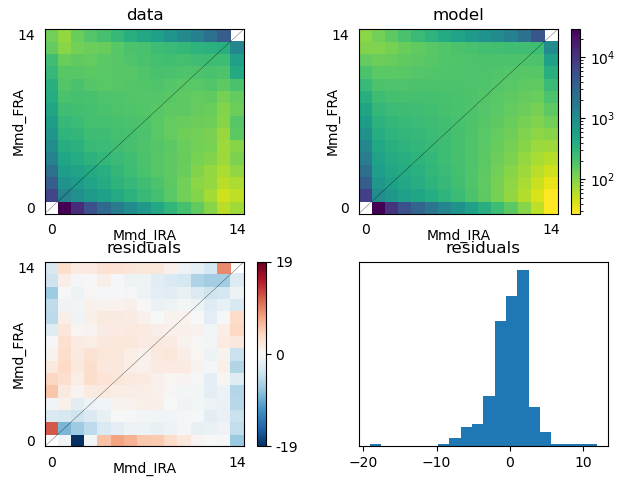 data
14
Mmd_FRA
0
0
Mmd_IRA
14
model
14
Mmd_FRA
0
0
Mmd_IRA
14
10^4
10^3
10^2
residuals
14
Mmd_FRA
0
0
Mmd_IRA
14
19
0
-19
residuals
−20
−10
0
10